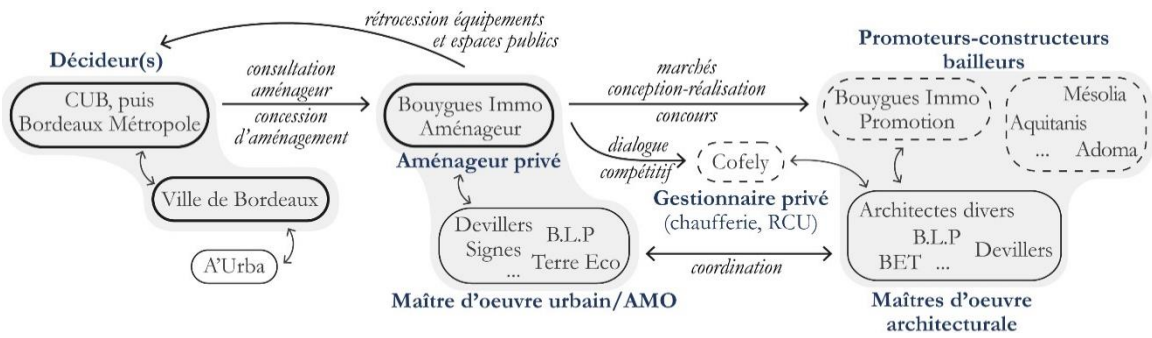 rétrocession équipements
et espaces publics
Décideur(s)
CUB, puis
Bordeaux Métropole
Ville de Bordeaux
A'Urba
consultation
aménageur
concession
d'aménagement
Bouygues Immo
Aménageur
Aménageur privé
Devillers
Signes
B.L.P
...
Terre Eco
Maître d'oeuvre urbain/AMO
marchés
conception-réalisation
concours
dialogue
compétitif
Cofely
Gestionnaire privé
(chaufferie, RCU)
coordination
Promoteurs-constructeurs
bailleurs
Bouygues Immo
Promotion
Mésolia
Aquitanis
... Adoma
Architectes divers
B.L.P
Devillers
BET ...
Maîtres d'oeuvre
architecturale